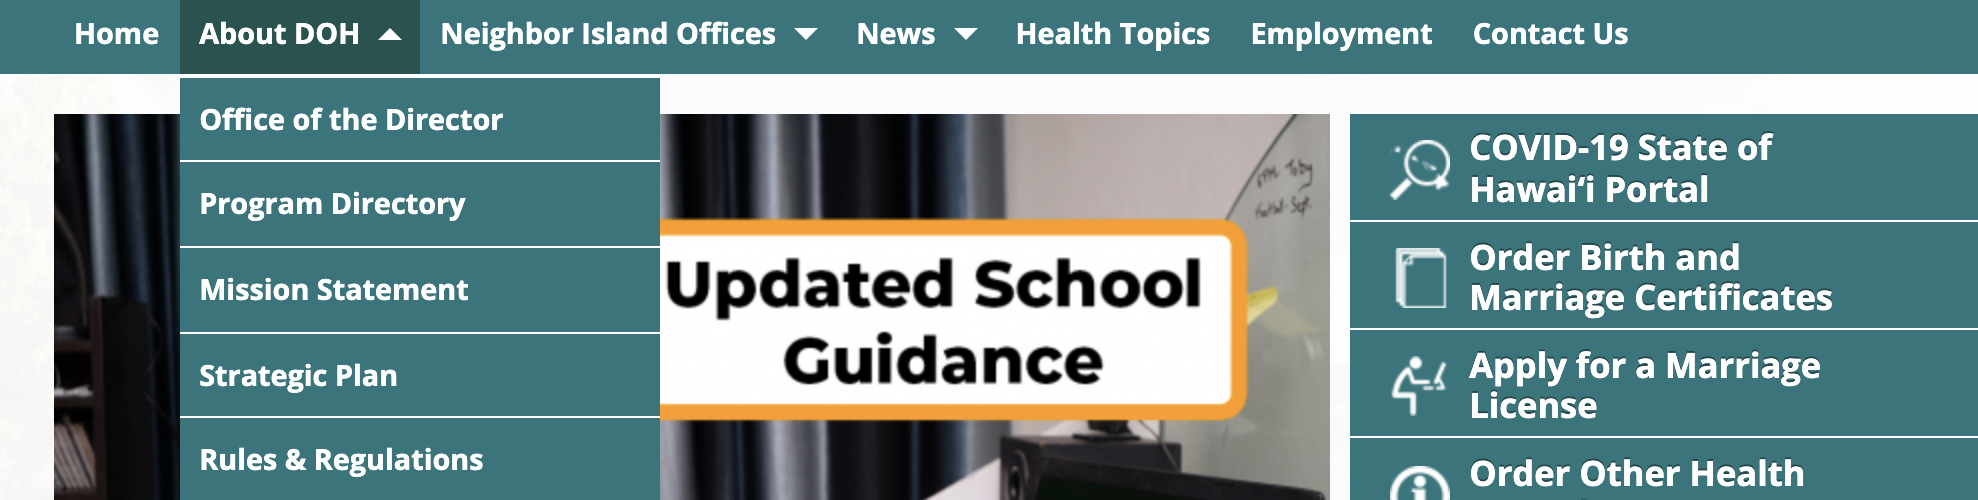 Home About DOH Neighbor Island Offices News Health Topics Employment Contact Us
Office of the Director
Program Directory
Mission Statement
Strategic Plan
Rules & Regulations
Updated School
Guidance
COVID-19 State of
Hawaiʻi Portal
Order Birth and
Marriage Certificates
Apply for a Marriage
License
Order Other Health